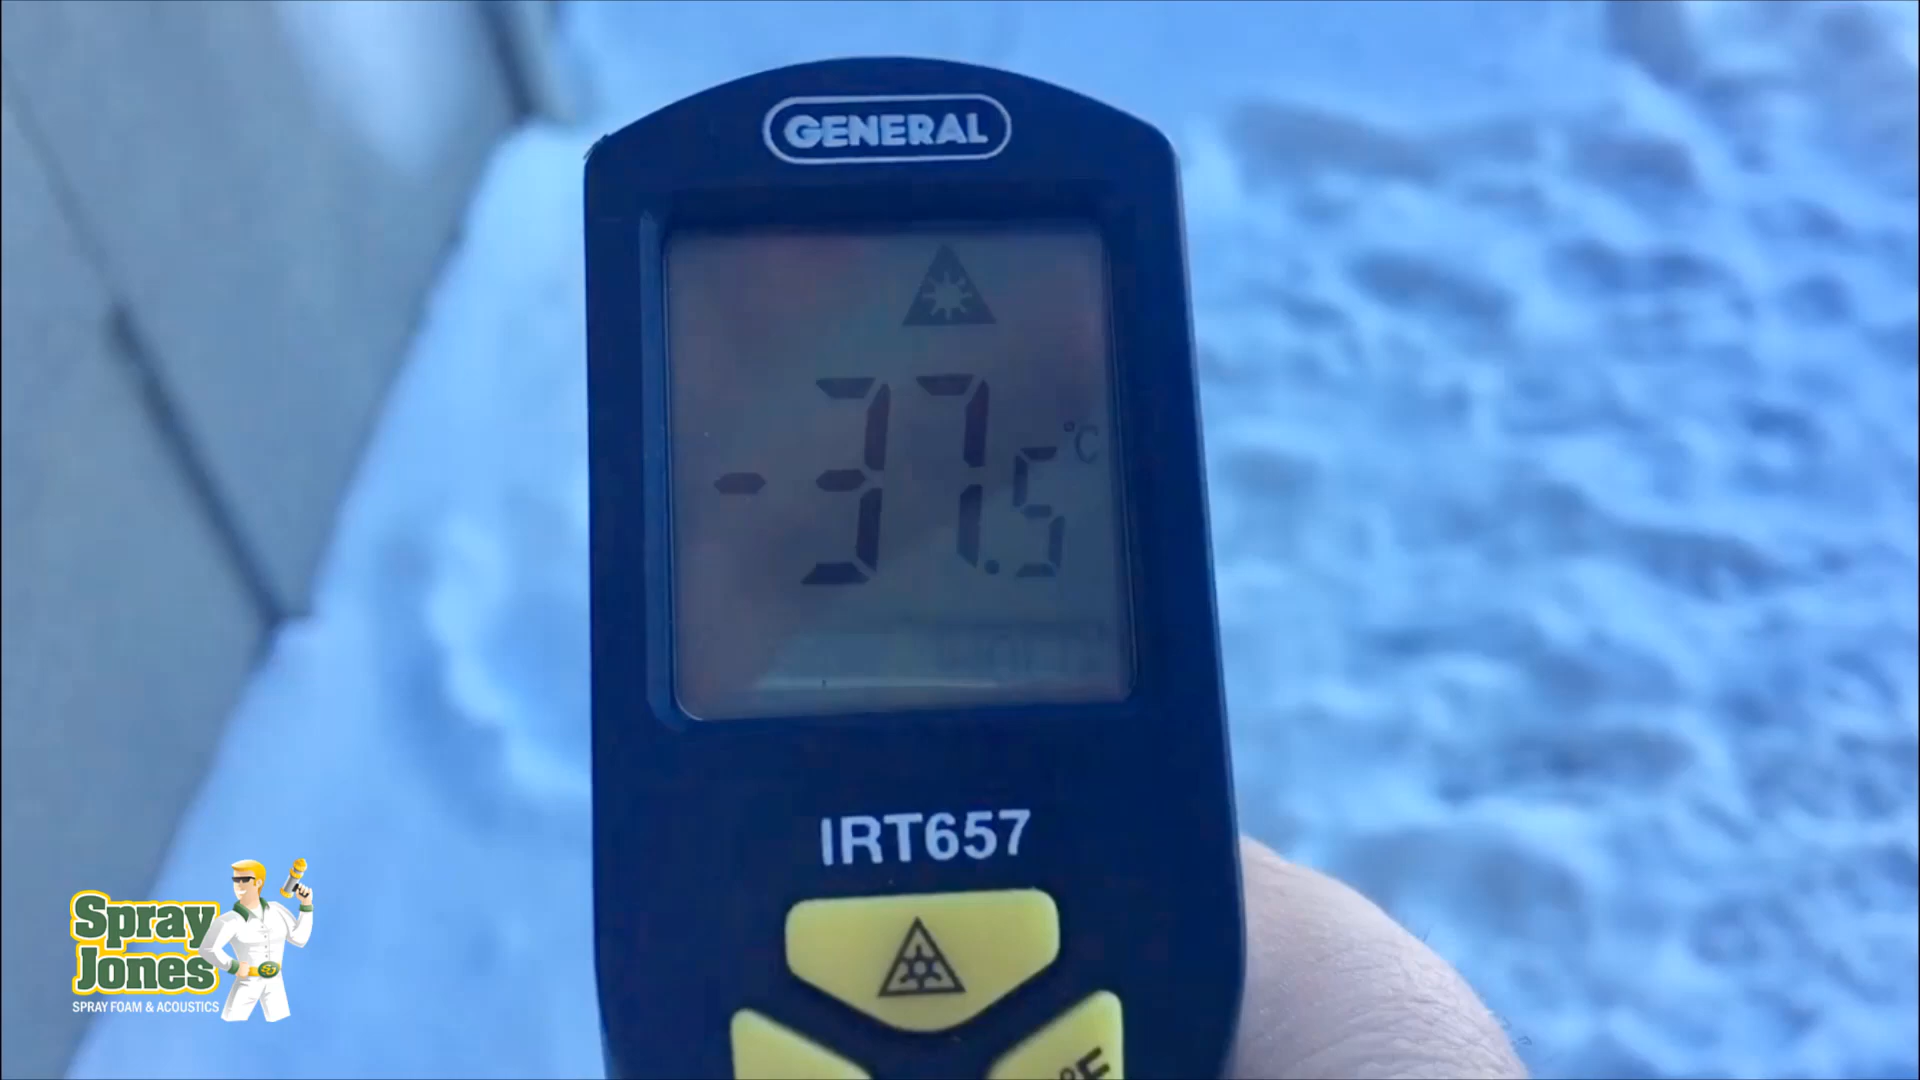 GENERAL
-37.5 °C
IRT657
°F
Spray
Jones
SPRAY FOAM & ACOUSTICS